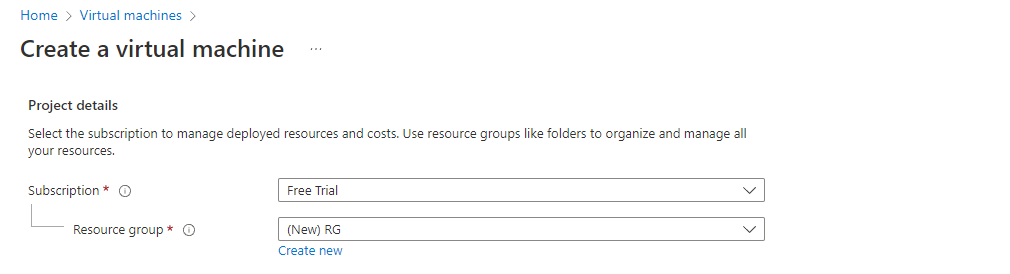 Home > Virtual machines >
Create a virtual machine ...
Project details
Select the subscription to manage deployed resources and costs. Use resource groups like folders to organize and manage all
your resources.
Subscription * Free Trial
Resource group * (New) RG
Create new